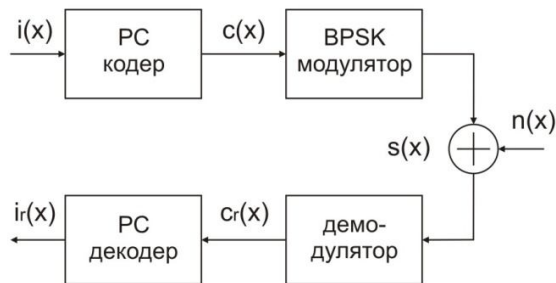 i(x)
РС
кодер
c(x)
BPSK
модулятор
n(x)
s(x)
ir(x)
РС
декодер
cr(x)
демо-
дулятор